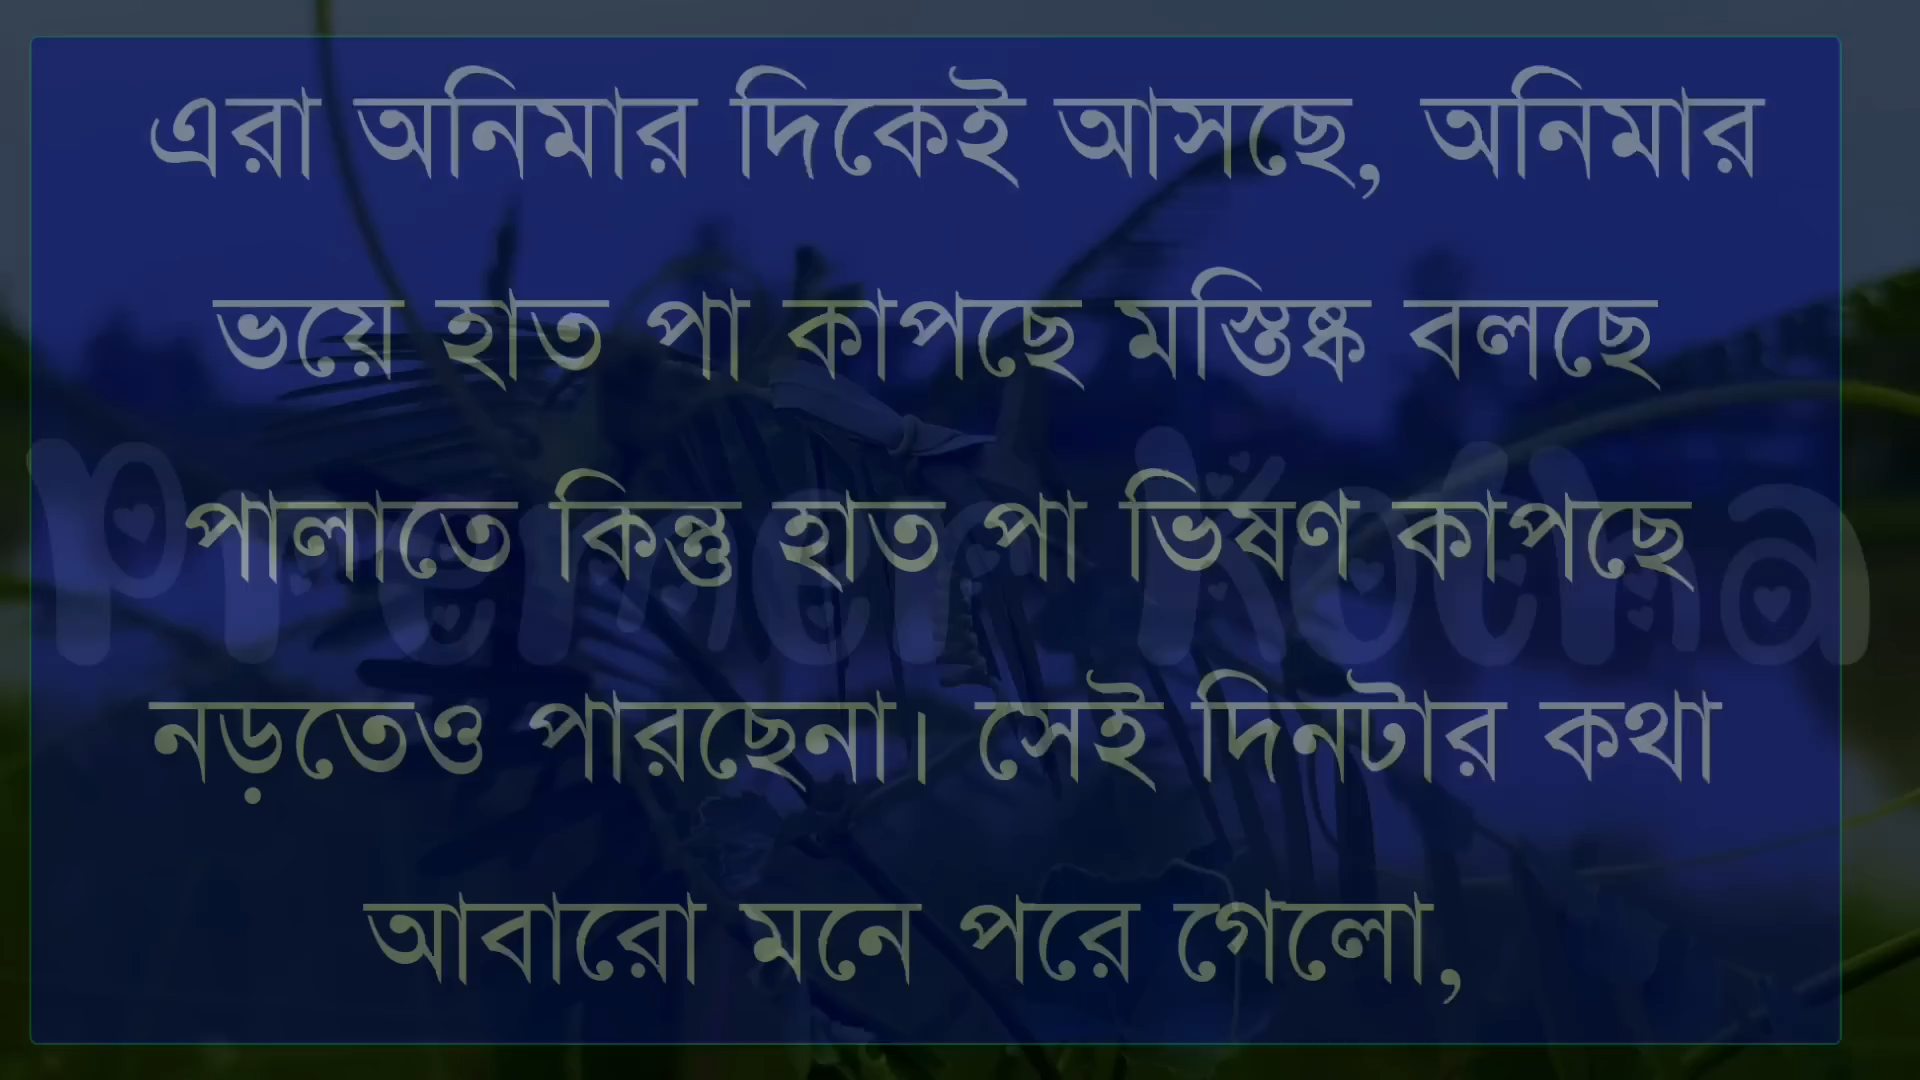 এরা অনিমার দিকেই আসছে, অনিমার
ভয়ে হাত পা কাপছে মস্তিষ্ক বলছে
পালাতে কিন্তু হাত পা ভিষণ কাপছে
নড়তেও পারছেনা। সেই দিনটার কথা
আবারো মনে পরে গেলো,
Premer Kotha